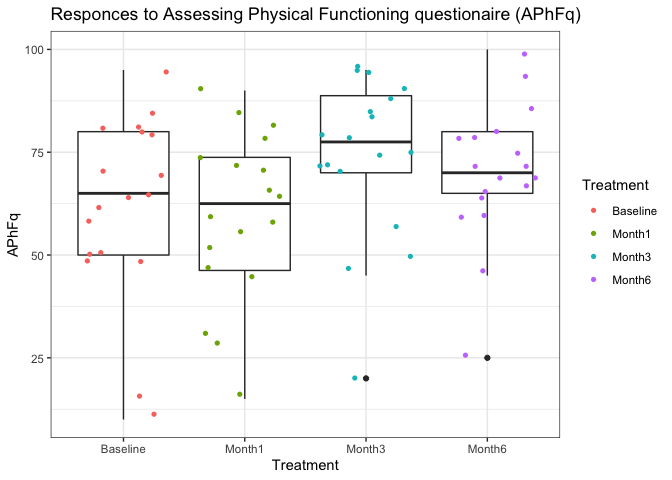 Responces to Assessing Physical Functioning questionaire (APhFq)
100
75
50
25
APhFq
Baseline
Month1
Month3
Month6
Treatment
Treatment
Baseline
Month1
Month3
Month6